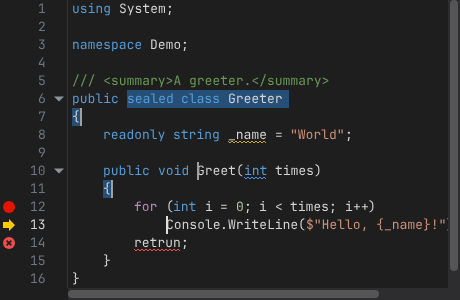 1 using System;
2
3 namespace Demo;
4
5 /// <summary>A greeter.</summary>
6 public sealed class Greeter
7 {
8 readonly string _name = "World";
9
10 public void Greet(int times)
11 {
12 for (int i = 0; i < times; i++)
13 Console.WriteLine($"Hello, {_name}!")
14 retrun;
15 }
16 }